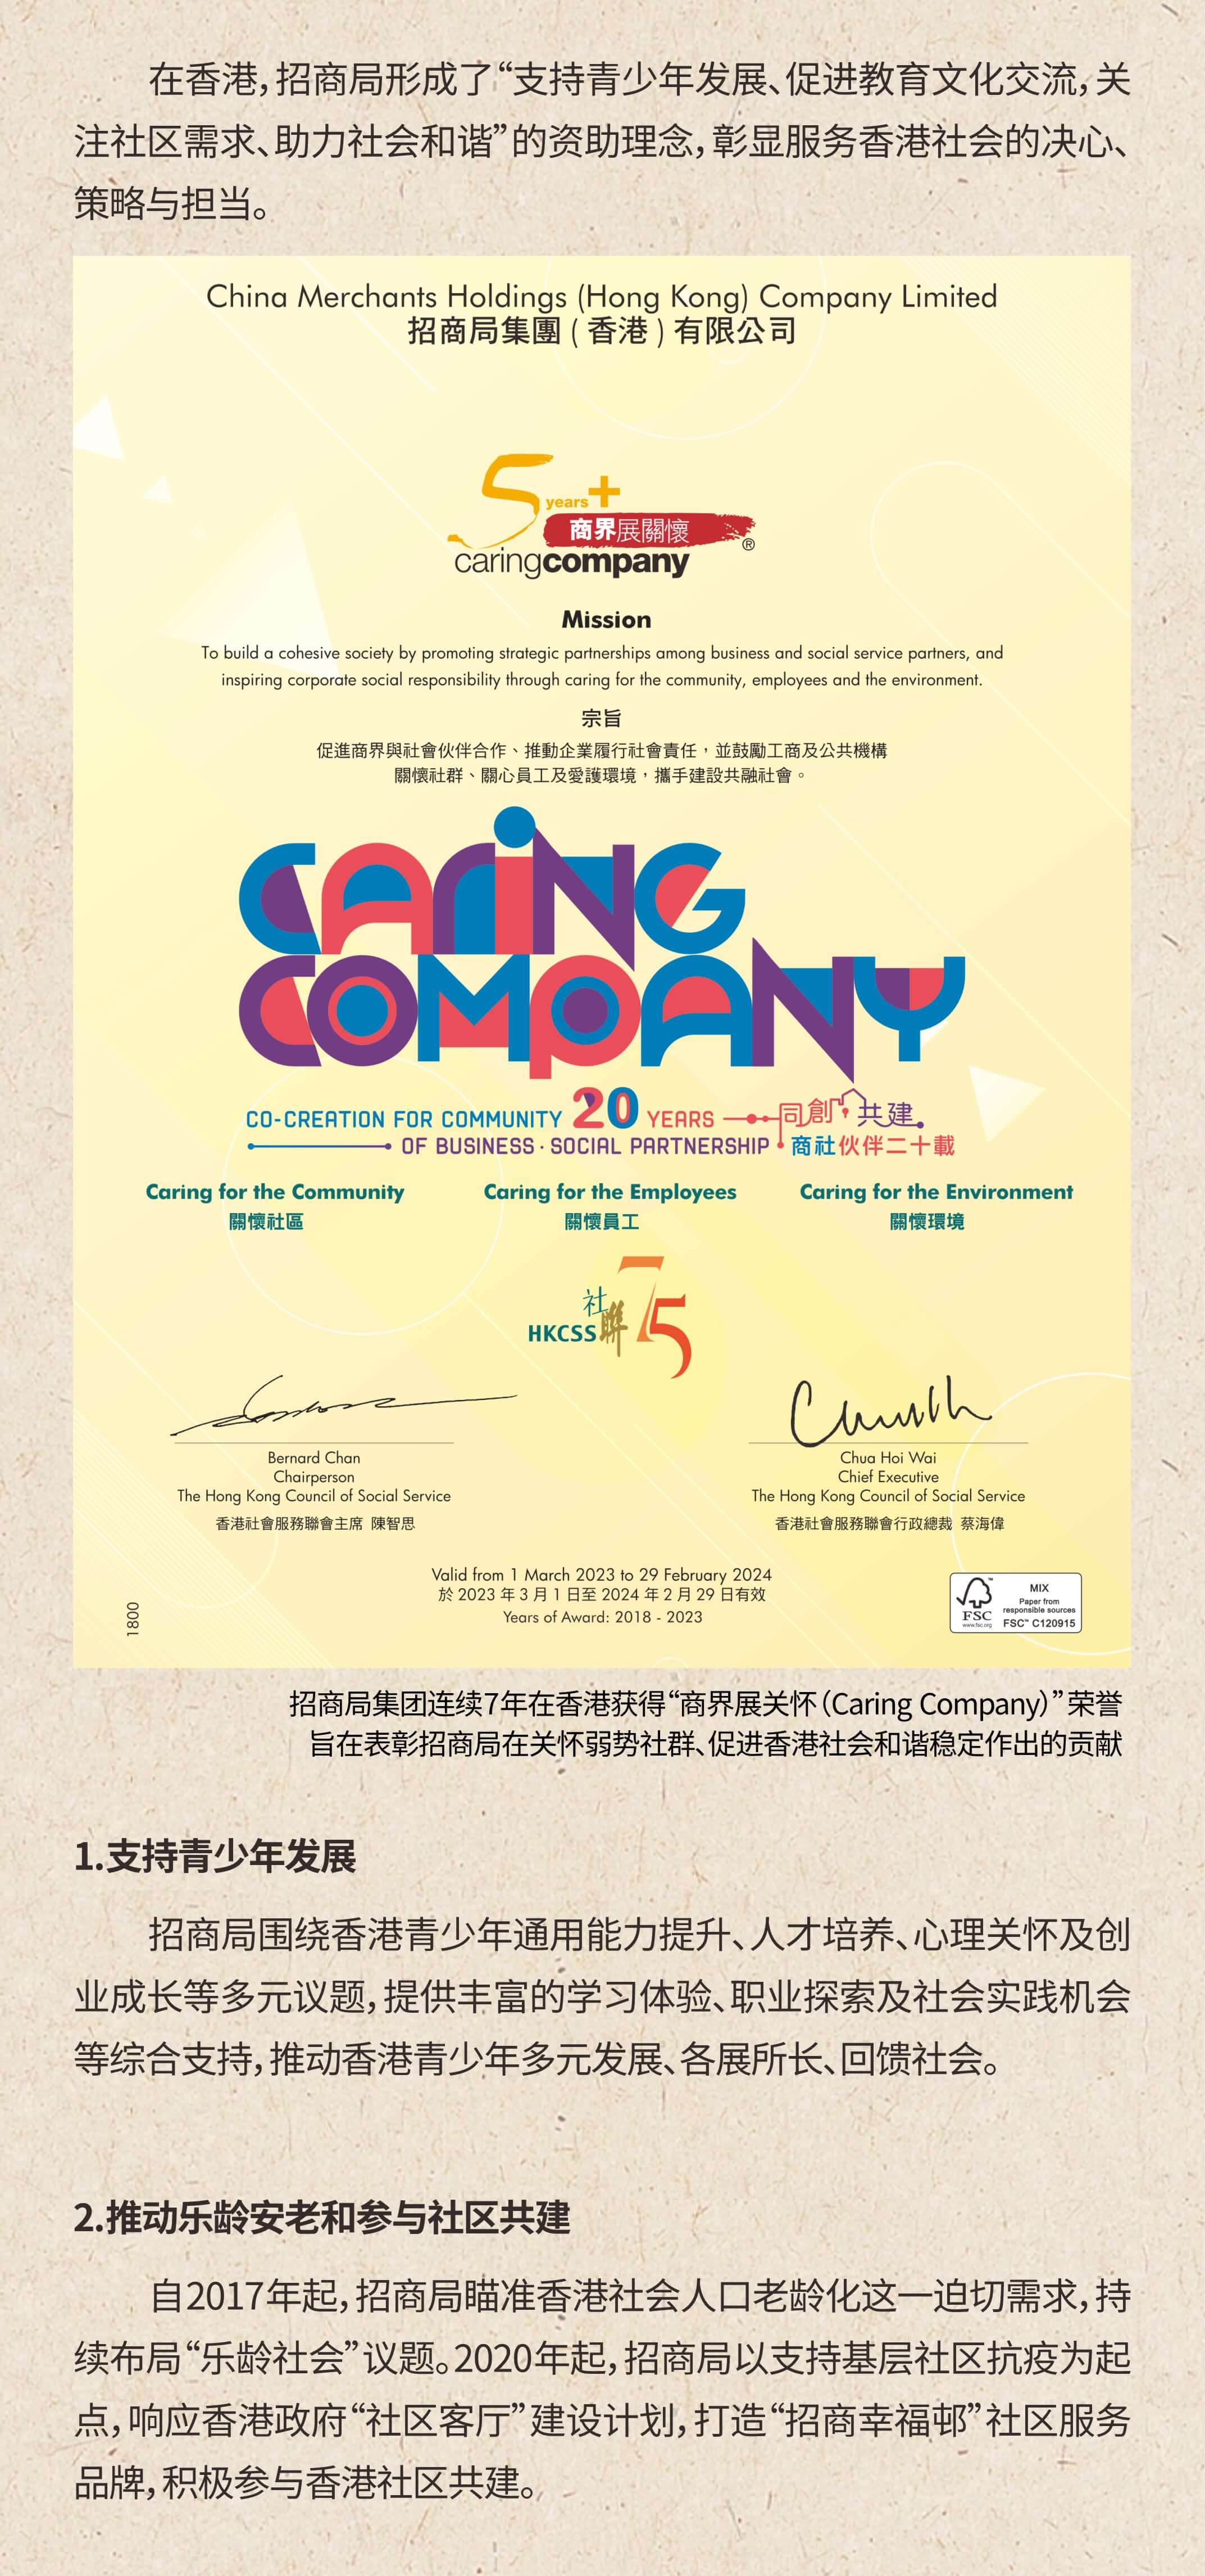 在香港，招商局形成了“支持青少年发展、促进教育文化交流，关
注社区需求、助力社会和谐”的资助理念，彰显服务香港社会的决心、
策略与担当。
China Merchants Holdings (Hong Kong) Company Limited
招商局集團 ( 香港 ) 有限公司
5 years +
商界展關懷
caringcompany ®
Mission
To build a cohesive society by promoting strategic partnerships among business and social service partners, and
inspiring corporate social responsibility through caring for the community, employees and the environment.
宗旨
促進商界與社會伙伴合作、推動企業履行社會責任，並鼓勵工商及公共機構
關懷社群、關心員工及愛護環境，攜手建設共融社會。
CARiNG
COMPANY
CO-CREATION FOR COMMUNITY 20 YEARS 同創共建
OF BUSINESS · SOCIAL PARTNERSHIP 商社伙伴二十載
Caring for the Community Caring for the Employees Caring for the Environment
關懷社區 關懷員工 關懷環境
HKCSS 社聯 75
Bernard Chan
Chairperson
The Hong Kong Council of Social Service
香港社會服務聯會主席 陳智思
Chua Hoi Wai
Chief Executive
The Hong Kong Council of Social Service
香港社會服務聯會行政總裁 蔡海偉
Valid from 1 March 2023 to 29 February 2024
於 2023 年 3 月 1 日至 2024 年 2 月 29 日有效
Years of Award: 2018 - 2023
1800
FSC
www.fsc.org
MIX
Paper from
responsible sources
FSC™ C120915
招商局集团连续7年在香港获得“商界展关怀（Caring Company）”荣誉
旨在表彰招商局在关怀弱势社群、促进香港社会和谐稳定作出的贡献
1.支持青少年发展
招商局围绕香港青少年通用能力提升、人才培养、心理关怀及创
业成长等多元议题，提供丰富的学习体验、职业探索及社会实践机会
等综合支持，推动香港青少年多元发展、各展所长、回馈社会。
2.推动乐龄安老和参与社区共建
自2017年起，招商局瞄准香港社会人口老龄化这一迫切需求，持
续布局“乐龄社会”议题。2020年起，招商局以支持基层社区抗疫为起
点，响应香港政府“社区客厅”建设计划，打造“招商幸福邨”社区服务
品牌，积极参与香港社区共建。